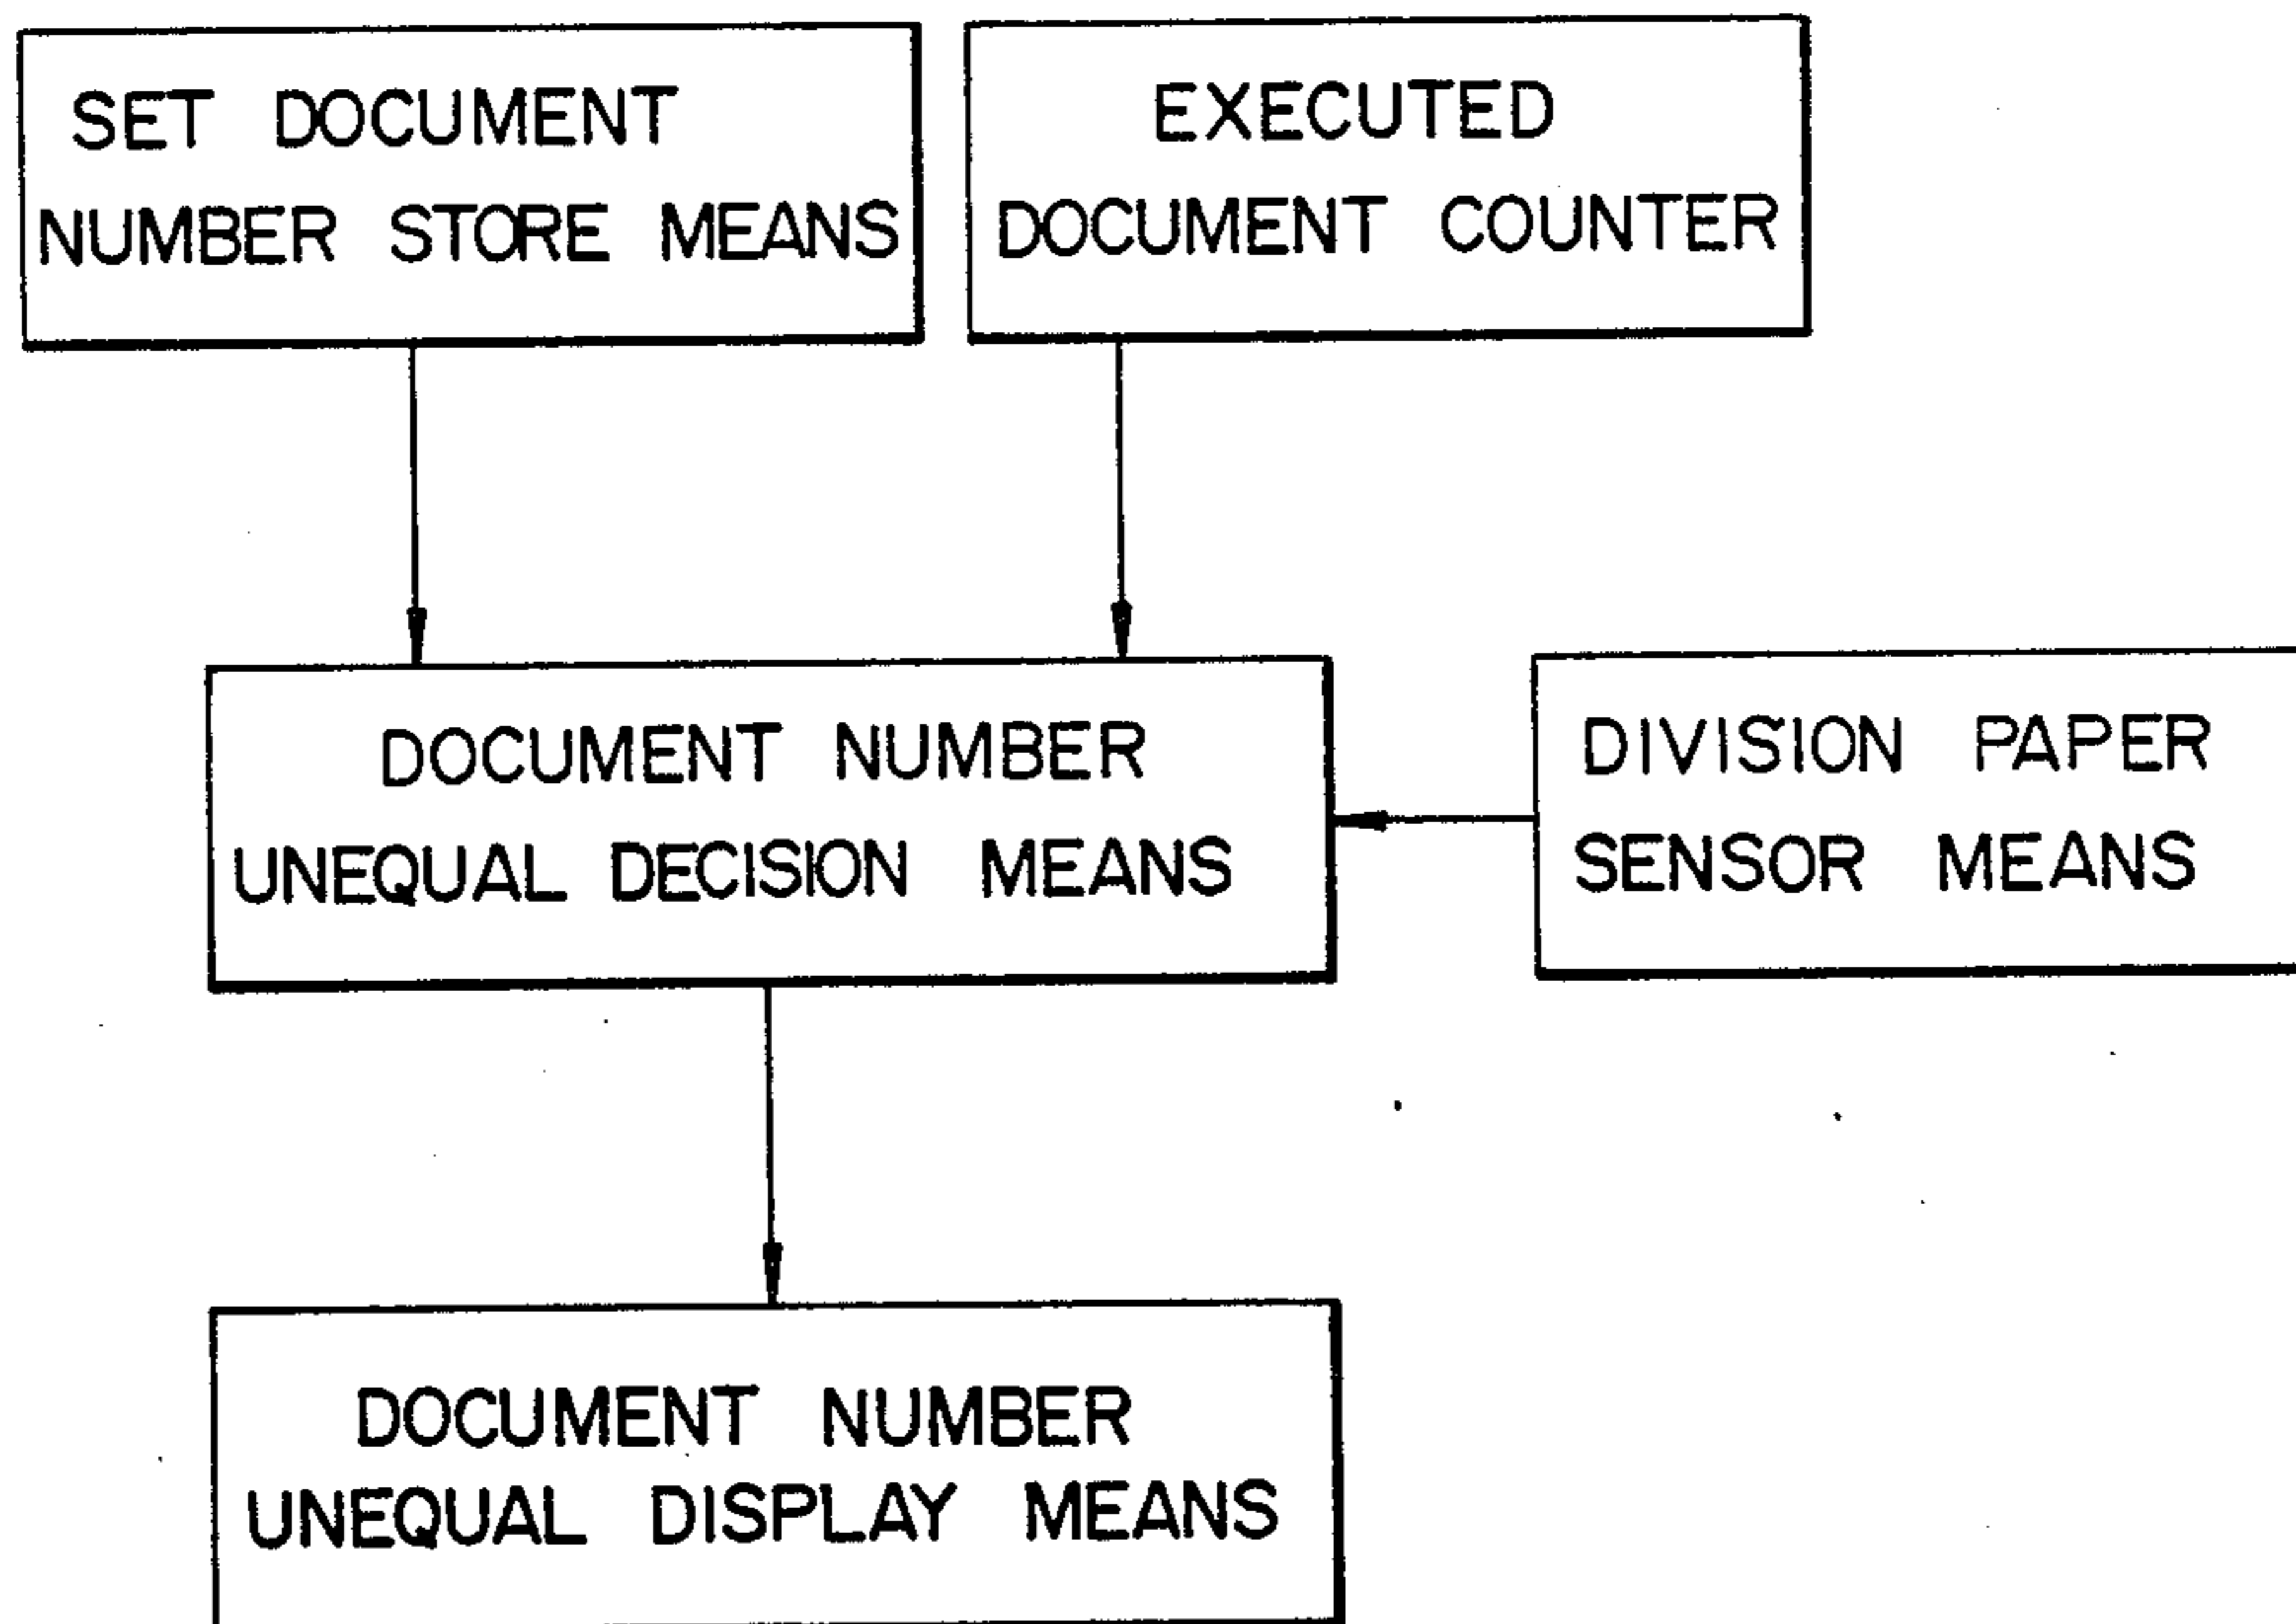 SET DOCUMENT
NUMBER STORE MEANS
EXECUTED
DOCUMENT COUNTER
DOCUMENT NUMBER
UNEQUAL DECISION MEANS
DIVISION PAPER
SENSOR MEANS
DOCUMENT NUMBER
UNEQUAL DISPLAY MEANS